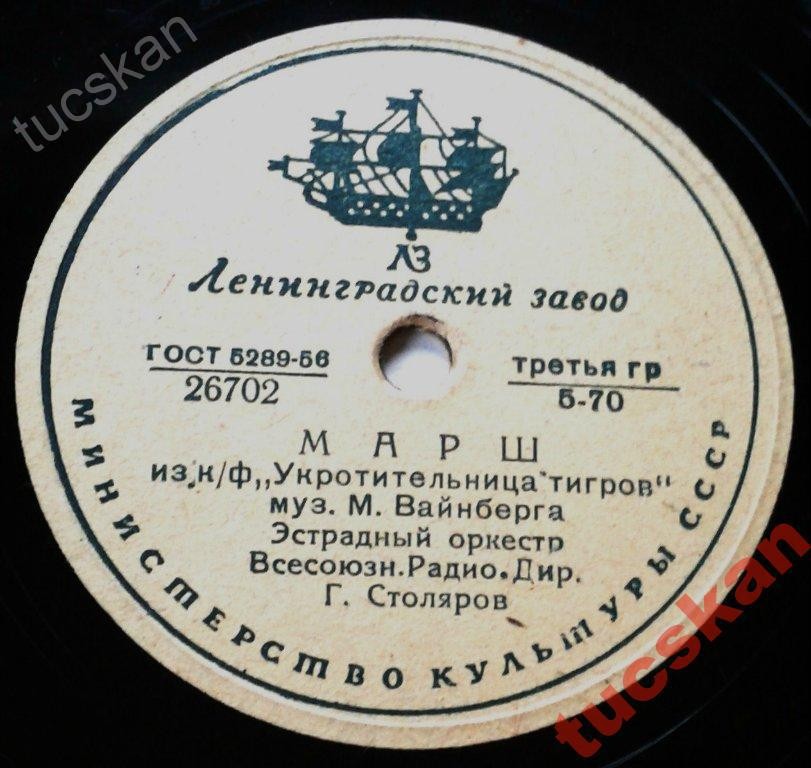 tucskan
ЛЗ
Ленинградский завод
ГОСТ 5289-56
26702
третья гр
5-70
МАРШ
из к/ф „Укротительница тигров"
муз. М. Вайнберга
Эстрадный оркестр
Всесоюзн. Радио. Дир.
Г. Столяров
МИНИСТЕРСТВО КУЛЬТУРЫ СССР
tucskan